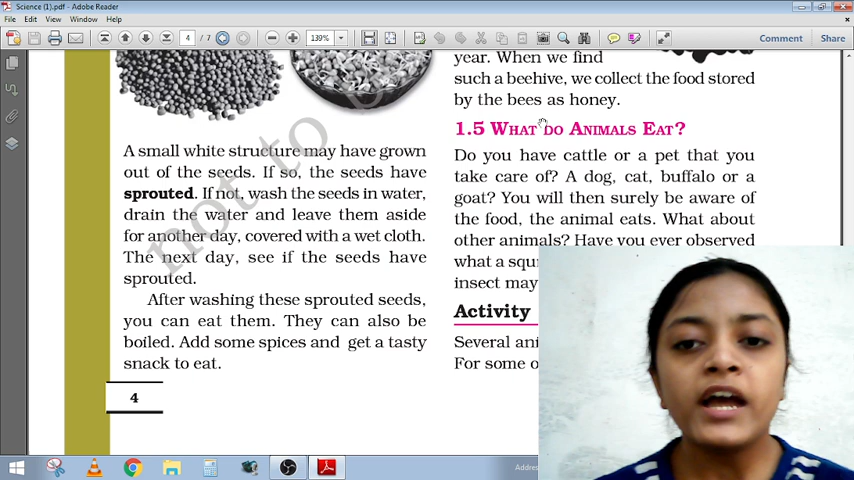 Science (1).pdf - Adobe Reader
File Edit View Window Help
4 / 7
139%
Comment
Share
year. When we find
such a beehive, we collect the food stored
by the bees as honey.
A small white structure may have grown
out of the seeds. If so, the seeds have
sprouted. If not, wash the seeds in water,
drain the water and leave them aside
for another day, covered with a wet cloth.
The next day, see if the seeds have
sprouted.
After washing these sprouted seeds,
you can eat them. They can also be
boiled. Add some spices and get a tasty
snack to eat.
4
1.5 WHAT DO ANIMALS EAT?
Do you have cattle or a pet that you
take care of? A dog, cat, buffalo or a
goat? You will then surely be aware of
the food, the animal eats. What about
other animals? Have you ever observed
what a
insect may
Activity
Several
For some
not to